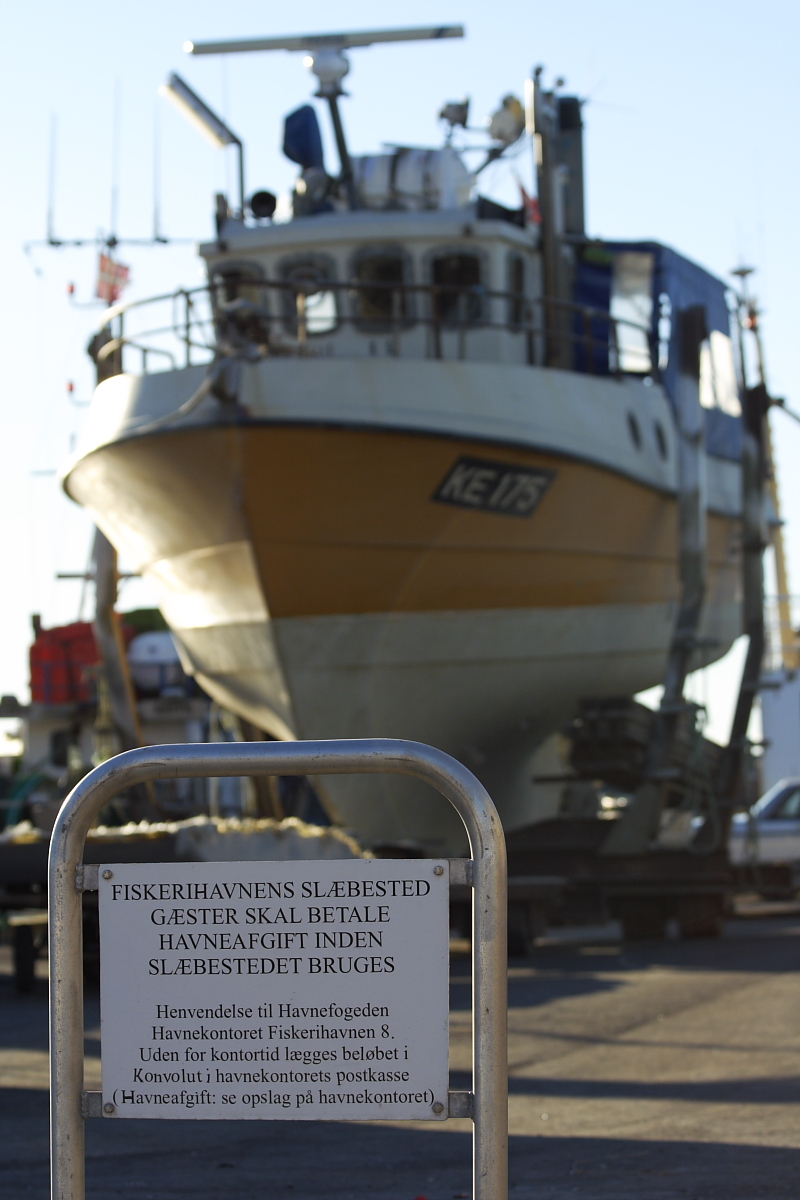 KE 175
FISKERIHAVNENS SLÆBESTED
GÆSTER SKAL BETALE
HAVNEAFGIFT INDEN
SLÆBESTEDET BRUGES
Henvendelse til Havnefogeden
Havnekontoret Fiskerihavnen 8.
Uden for kontortid lægges beløbet i
Konvolut i havnekontorets postkasse
(Havneafgift: se opslag på havnekontoret)